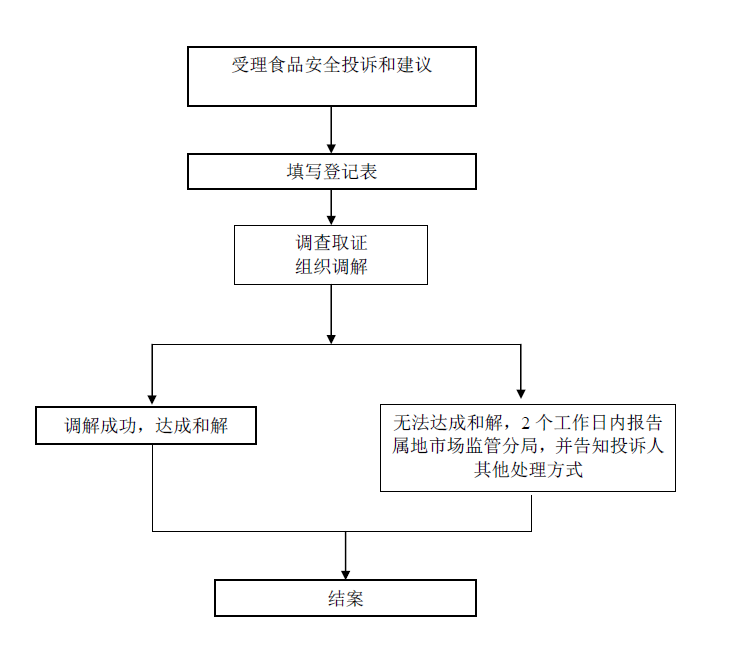 受理食品安全投诉和建议
填写登记表
调查取证
组织调解
调解成功，达成和解
无法达成和解，2 个工作日内报告
属地市场监管分局，并告知投诉人
其他处理方式
结案